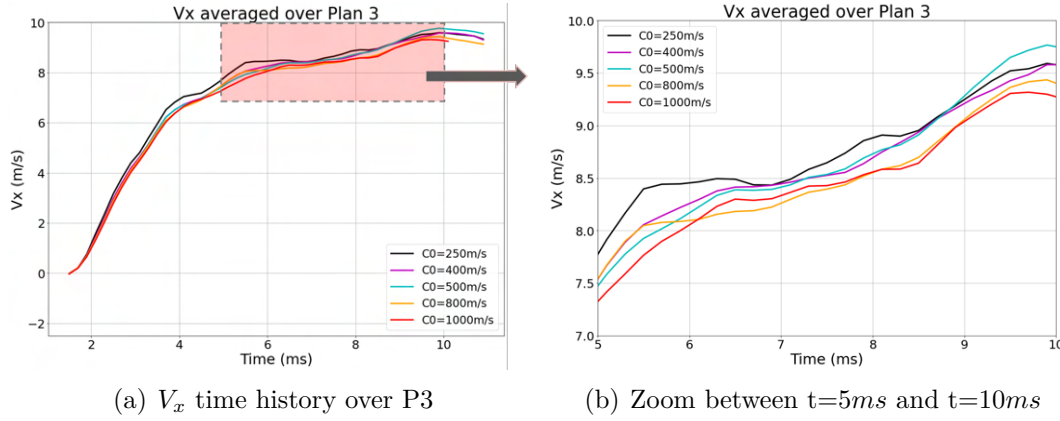 Vx averaged over Plan 3
10
8
6
4
2
0
−2
Vx (m/s)
C0=250m/s
C0=400m/s
C0=500m/s
C0=800m/s
C0=1000m/s
2 4 6 8 10
Time (ms)
(a) Vx time history over P3
Vx averaged over Plan 3
10.0
9.5
9.0
8.5
8.0
7.5
7.0
Vx (m/s)
C0=250m/s
C0=400m/s
C0=500m/s
C0=800m/s
C0=1000m/s
5 6 7 8 9 10
Time (ms)
(b) Zoom between t=5ms and t=10ms